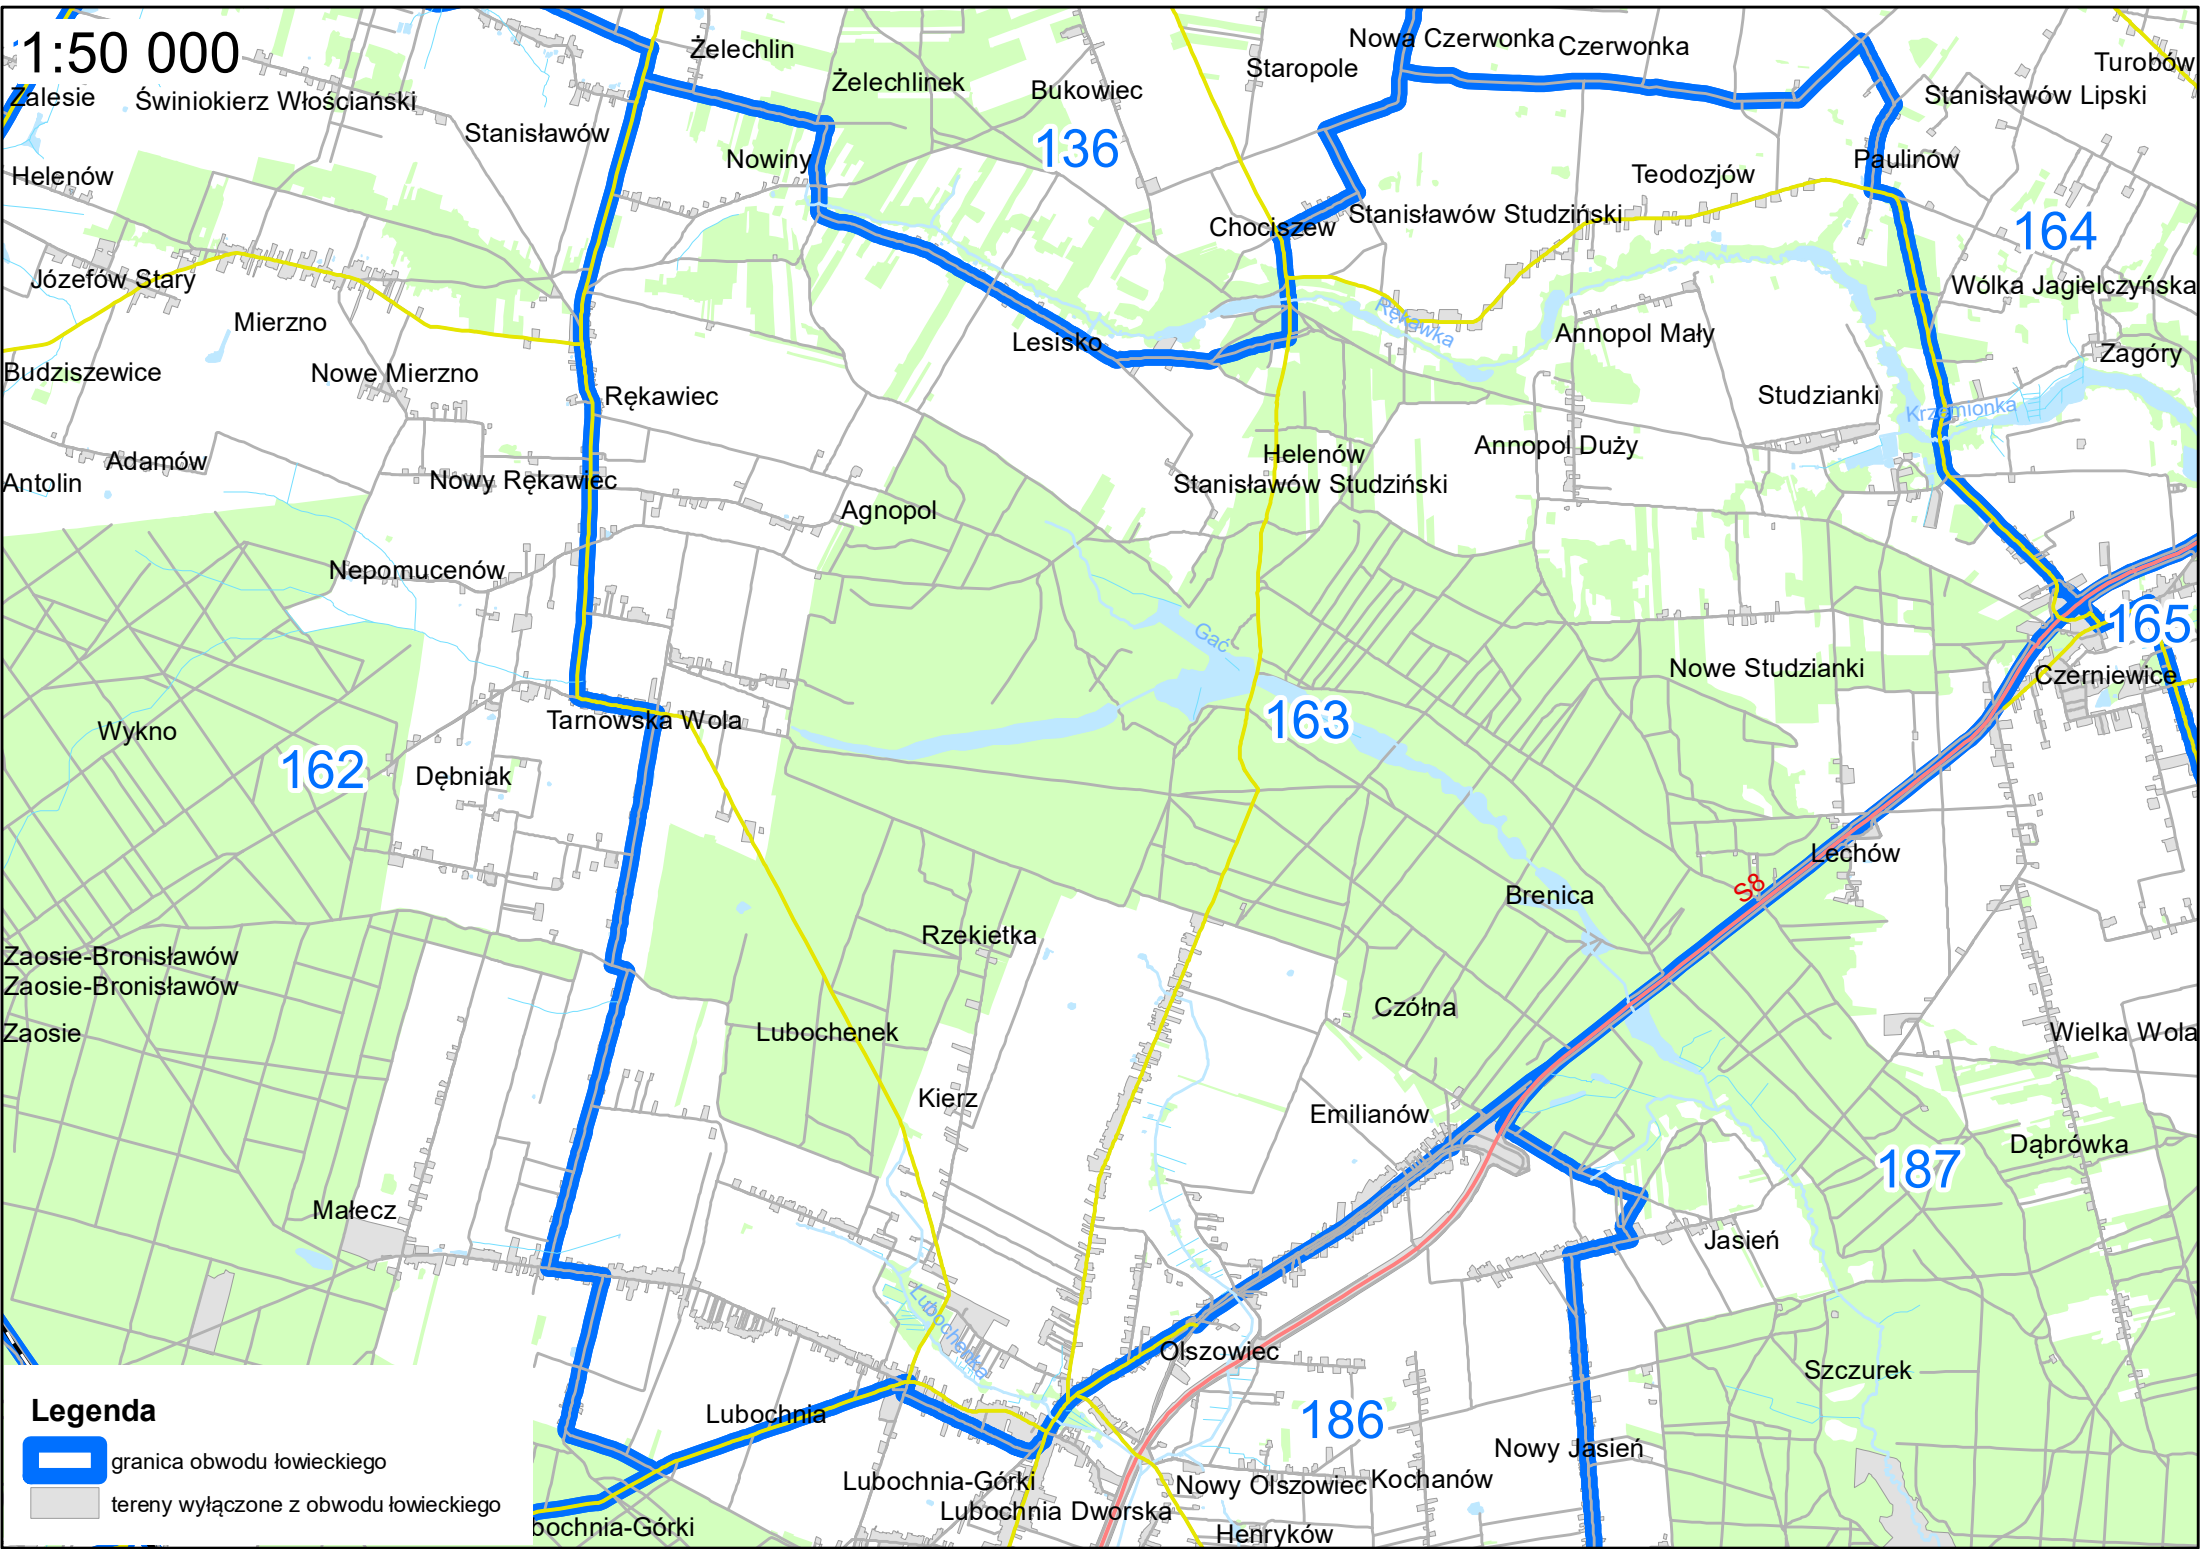 1:50 000
Żelechlin
Nowa Czerwonka
Czerwonka
Staropole
Turobów
Żelechlinek
Bukowiec
Zalesie
Świniokierz Włościański
Stanisławów Lipski
Stanisławów
136
Nowiny
Paulinów
Helenów
Teodozjów
Stanisławów Studziński
Chociszew
164
Józefów Stary
Wólka Jagielczyńska
Mierzno
Rękawka
Annopol Mały
Lesisko
Zagóry
Budziszewice
Nowe Mierzno
Rękawiec
Studzianki
Krzemionka
Annopol Duży
Helenów
Adamów
Antolin
Nowy Rękawiec
Stanisławów Studziński
Agnopol
Nepomucenów
Gać
165
Nowe Studzianki
Czerniewice
Tarnowska Wola
163
Wykno
162
Dębniak
Lechów
S8
Brenica
Rzekietka
Zaosie-Bronisławów
Zaosie-Bronisławów
Czółna
Zaosie
Lubochenek
Wielka Wola
Kierz
Emilianów
Dąbrówka
187
Małecz
Jasień
Lubochenka
Olszowiec
Szczurek
Legenda
Lubochnia
186
granica obwodu łowieckiego
Nowy Jasień
Lubochnia-Górki
Nowy Olszowiec
Kochanów
tereny wyłączone z obwodu łowieckiego
Lubochnia Dworska
bochnia-Górki
Henryków